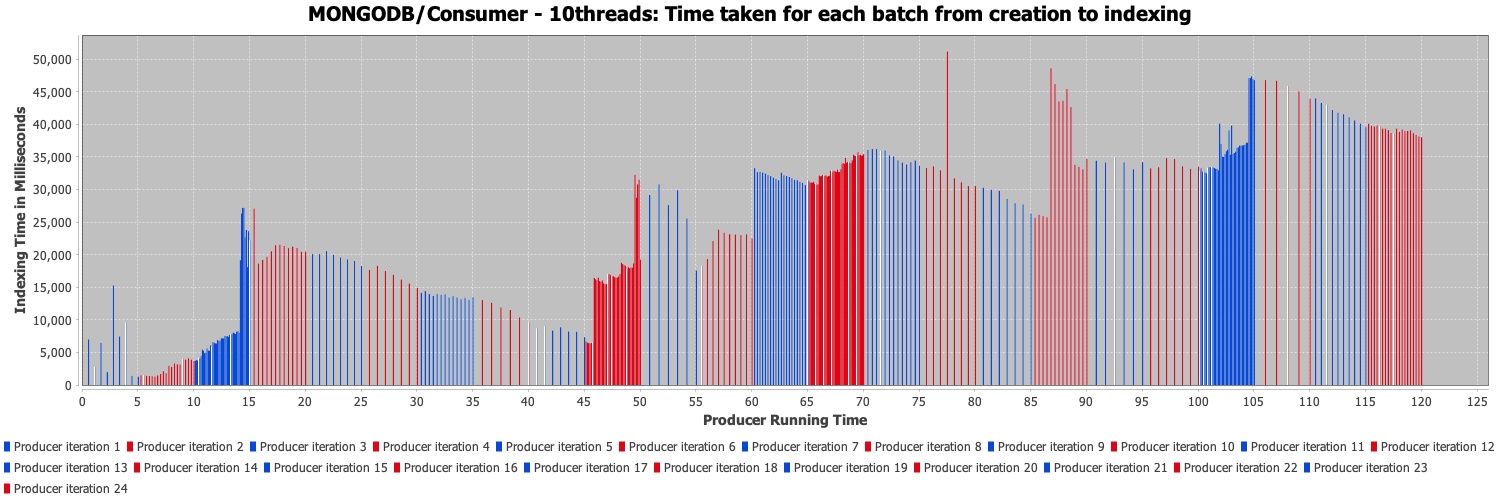 MONGODB/Consumer - 10threads: Time taken for each batch from creation to indexing
Indexing Time in Milliseconds
50,000
45,000
40,000
35,000
30,000
25,000
20,000
15,000
10,000
5,000
0
0 5 10 15 20 25 30 35 40 45 50 55 60 65 70 75 80 85 90 95 100 105 110 115 120 125
Producer Running Time
Producer iteration 1 Producer iteration 2 Producer iteration 3 Producer iteration 4 Producer iteration 5 Producer iteration 6 Producer iteration 7 Producer iteration 8 Producer iteration 9 Producer iteration 10 Producer iteration 11 Producer iteration 12
Producer iteration 13 Producer iteration 14 Producer iteration 15 Producer iteration 16 Producer iteration 17 Producer iteration 18 Producer iteration 19 Producer iteration 20 Producer iteration 21 Producer iteration 22 Producer iteration 23
Producer iteration 24